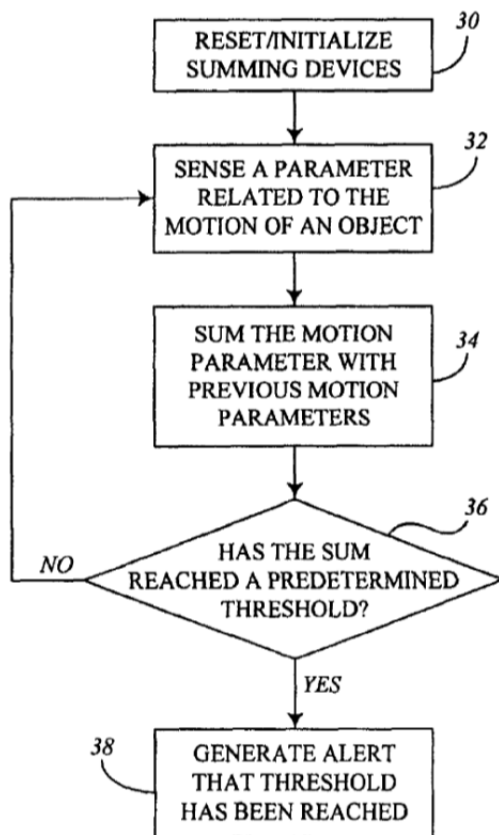 RESET/INITIALIZE
SUMMING DEVICES
30
SENSE A PARAMETER
RELATED TO THE
MOTION OF AN OBJECT
32
SUM THE MOTION
PARAMETER WITH
PREVIOUS MOTION
PARAMETERS
34
HAS THE SUM
REACHED A PREDETERMINED
THRESHOLD?
36
NO
YES
GENERATE ALERT
THAT THRESHOLD
HAS BEEN REACHED
38